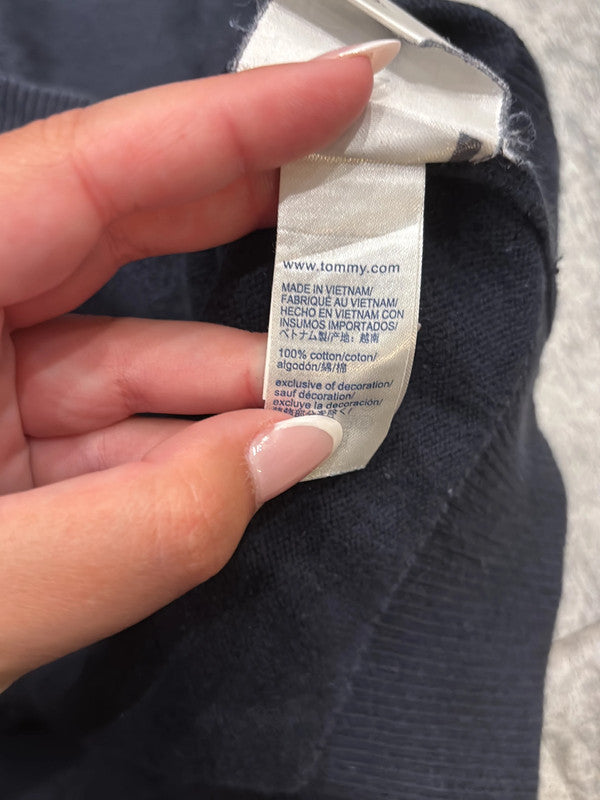 www.tommy.com
MADE IN VIETNAM/
FABRIQUÉ AU VIETNAM/
HECHO EN VIETNAM CON
INSUMOS IMPORTADOS/
ベトナム製/产地：越南
100% cotton/coton/
algodón/綿/棉
exclusive of decoration/
sauf décoration/
excluye la decoración/
除く/